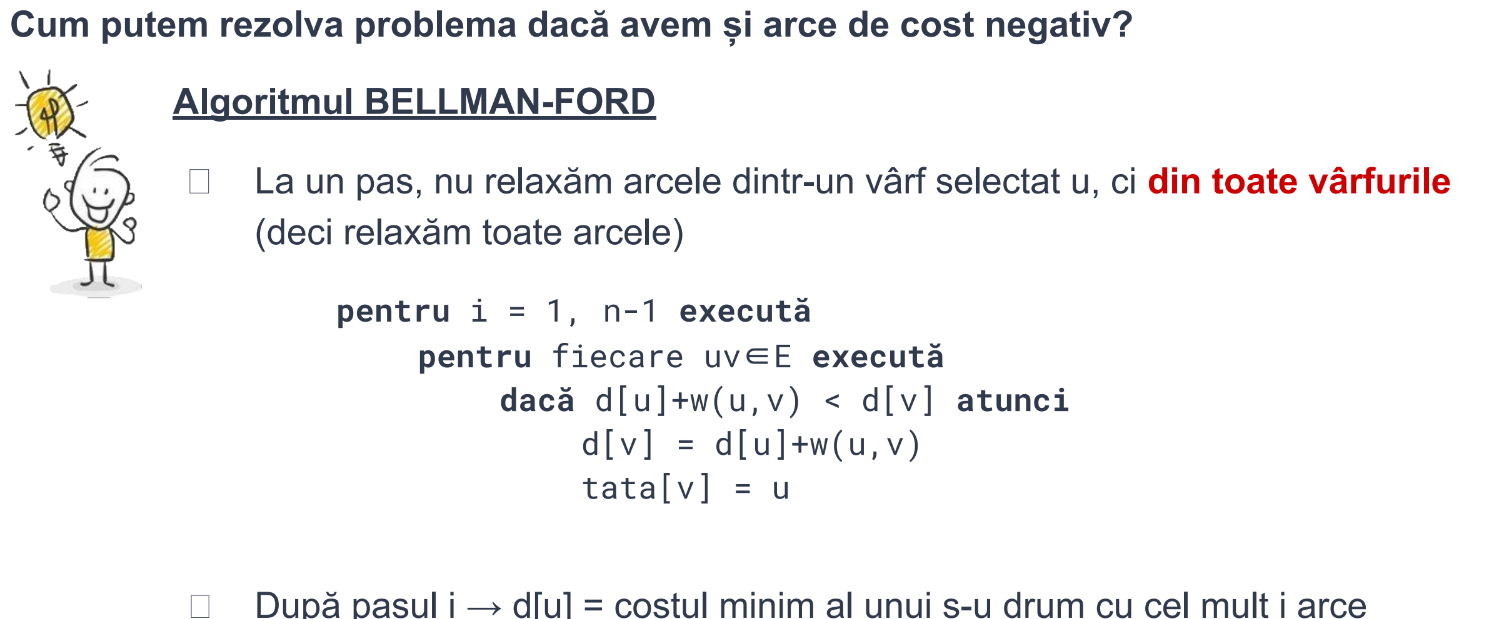 Cum putem rezolva problema dacă avem și arce de cost negativ?
Algoritmul BELLMAN-FORD
La un pas, nu relaxăm arcele dintr-un vârf selectat u, ci din toate vârfurile
(deci relaxăm toate arcele)
pentru i = 1, n-1 execută
pentru fiecare uv∈E execută
dacă d[u]+w(u,v) < d[v] atunci
d[v] = d[u]+w(u,v)
tata[v] = u
După pasul i → d[u] = costul minim al unui s-u drum cu cel mult i arce